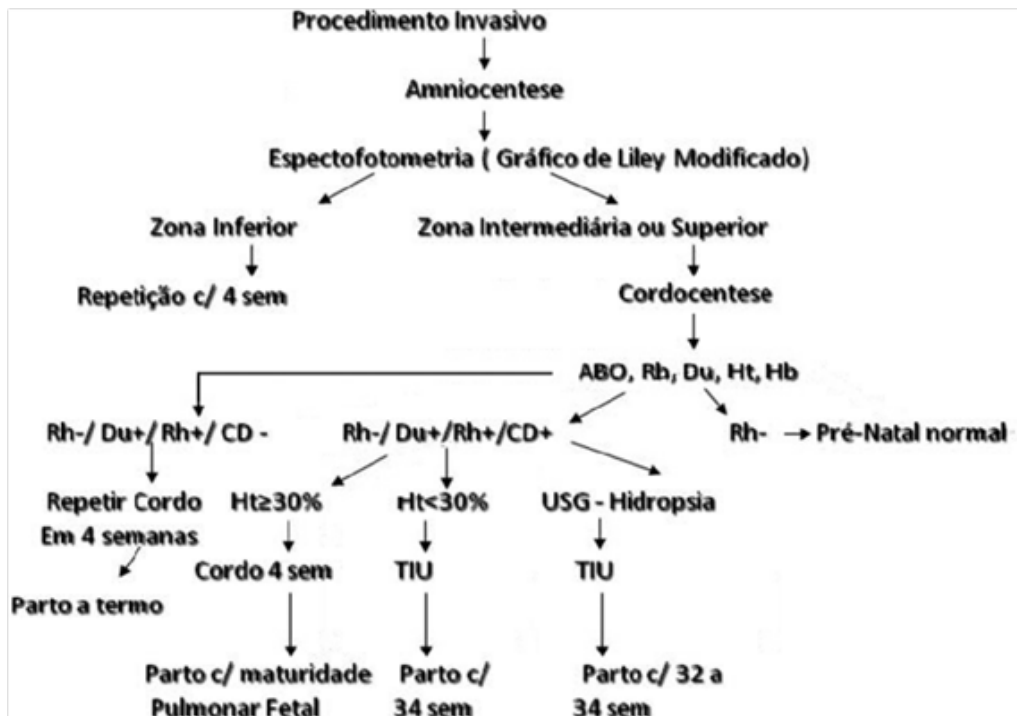 Procedimento Invasivo
Amniocentese
Espectofotometria ( Gráfico de Liley Modificado)
Zona Inferior
Zona Intermediária ou Superior
Repetição c/ 4 sem
Cordocentese
ABO, Rh, Du, Ht, Hb
Rh-/ Du+/ Rh+/ CD -
Rh-/ Du+/Rh+/CD+
Rh-
Pré-Natal normal
Repetir Cordo
Em 4 semanas
Ht≥30%
Ht<30%
USG - Hidropsia
Cordo 4 sem
TIU
TIU
Parto a termo
Parto c/ maturidade
Pulmonar Fetal
Parto c/
34 sem
Parto c/ 32 a
34 sem